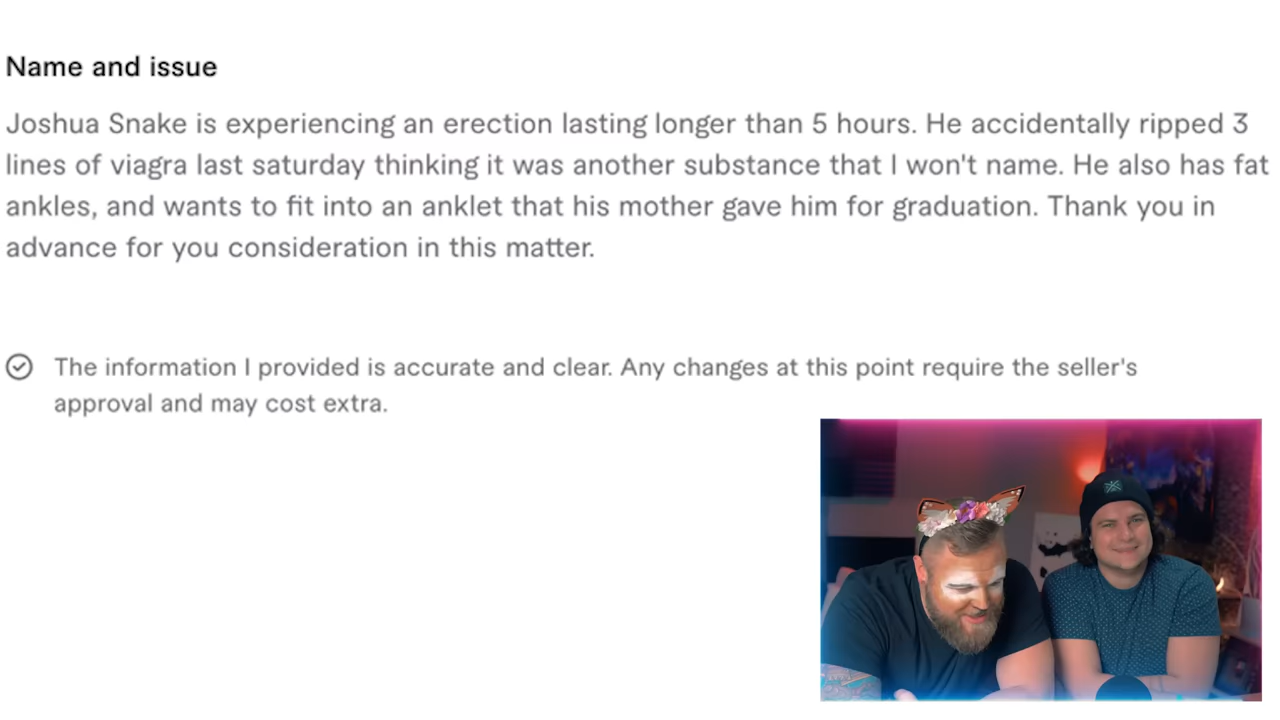 Name and issue
Joshua Snake is experiencing an erection lasting longer than 5 hours. He accidentally ripped 3
lines of viagra last saturday thinking it was another substance that I won't name. He also has fat
ankles, and wants to fit into an anklet that his mother gave him for graduation. Thank you in
advance for you consideration in this matter.
The information I provided is accurate and clear. Any changes at this point require the seller's
approval and may cost extra.